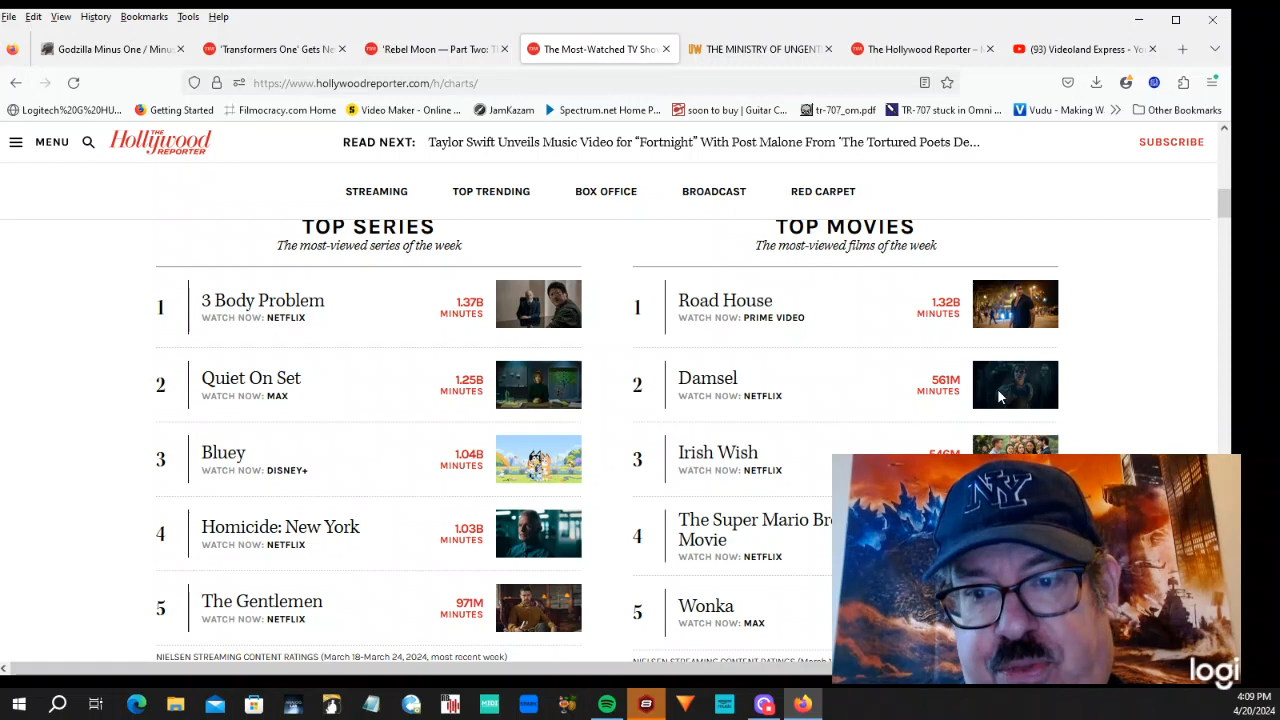 File Edit View History Bookmarks Tools Help
Godzilla Minus One / Minu
'Transformers One' Gets Ne
'Rebel Moon — Part Two: T
The Most-Watched TV Sho
THE MINISTRY OF UNGENT
The Hollywood Reporter –
(93) Videoland Express - Yo
https://www.hollywoodreporter.com/h/charts/
Logitech%20G%20HU...
Getting Started
Filmocracy.com Home
Video Maker - Online ...
JamKazam
Spectrum.net Home P...
soon to buy | Guitar C...
tr-707_om.pdf
TR-707 stuck in Omni ...
Vudu - Making W
Other Bookmarks
MENU
THE Hollywood REPORTER
READ NEXT: Taylor Swift Unveils Music Video for "Fortnight" With Post Malone From 'The Tortured Poets De...
SUBSCRIBE
STREAMING TOP TRENDING BOX OFFICE BROADCAST RED CARPET
TOP SERIES
The most-viewed series of the week
1 3 Body Problem 1.37B
WATCH NOW: NETFLIX MINUTES
2 Quiet On Set 1.25B
WATCH NOW: MAX MINUTES
3 Bluey 1.04B
WATCH NOW: DISNEY+ MINUTES
4 Homicide: New York 1.03B
WATCH NOW: NETFLIX MINUTES
5 The Gentlemen 971M
WATCH NOW: NETFLIX MINUTES
NIELSEN STREAMING CONTENT RATINGS (March 18-March 24, 2024, most recent week)
TOP MOVIES
The most-viewed films of the week
1 Road House 1.32B
WATCH NOW: PRIME VIDEO MINUTES
2 Damsel 561M
WATCH NOW: NETFLIX MINUTES
3 Irish Wish
WATCH NOW: NETFLIX
4 The Super Mario Br
Movie
WATCH NOW: NETFLIX
5 Wonka
WATCH NOW: MAX
NY
logi
4:09 PM
4/20/2024